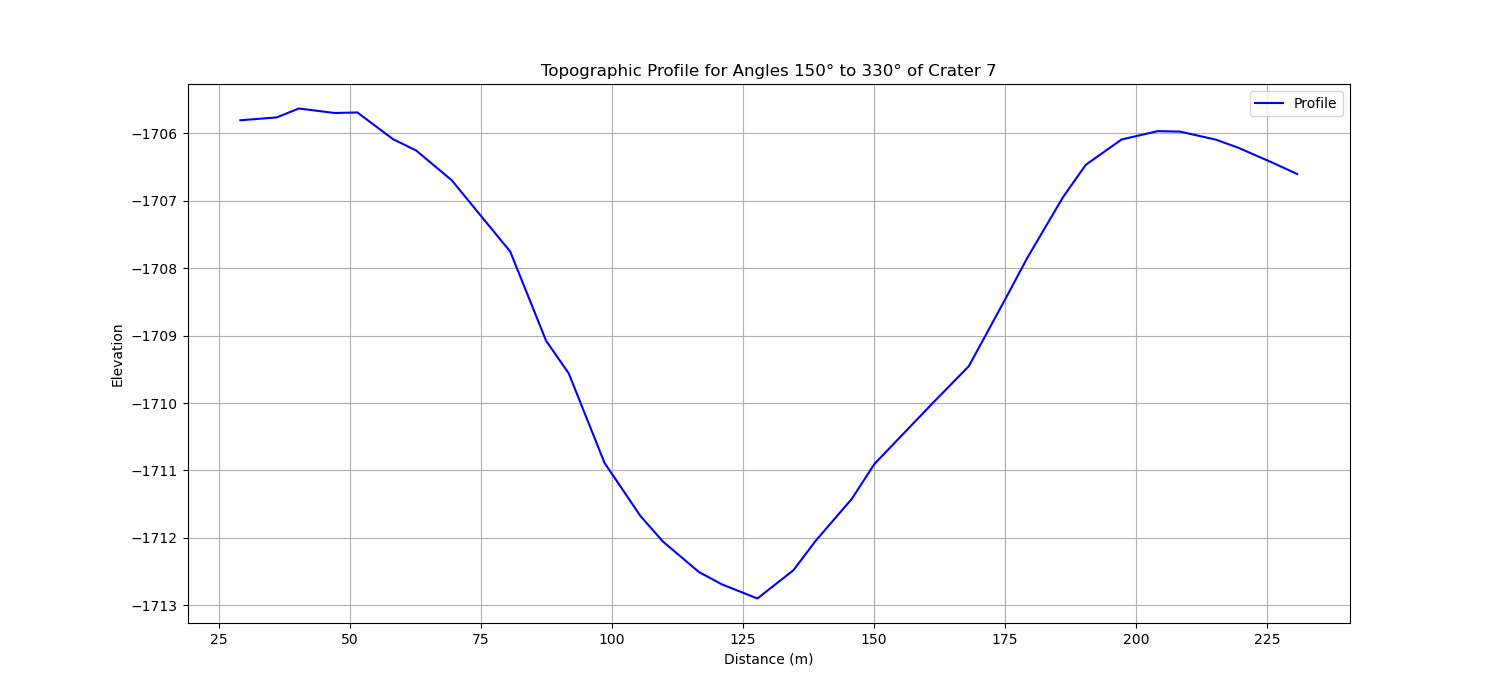 Topographic Profile for Angles 150° to 330° of Crater 7
Profile
−1706
−1707
−1708
−1709
−1710
−1711
−1712
−1713
Elevation
25 50 75 100 125 150 175 200 225
Distance (m)